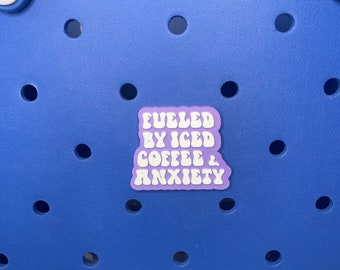 FUELED
BY ICED
COFFEE &
ANXIETY